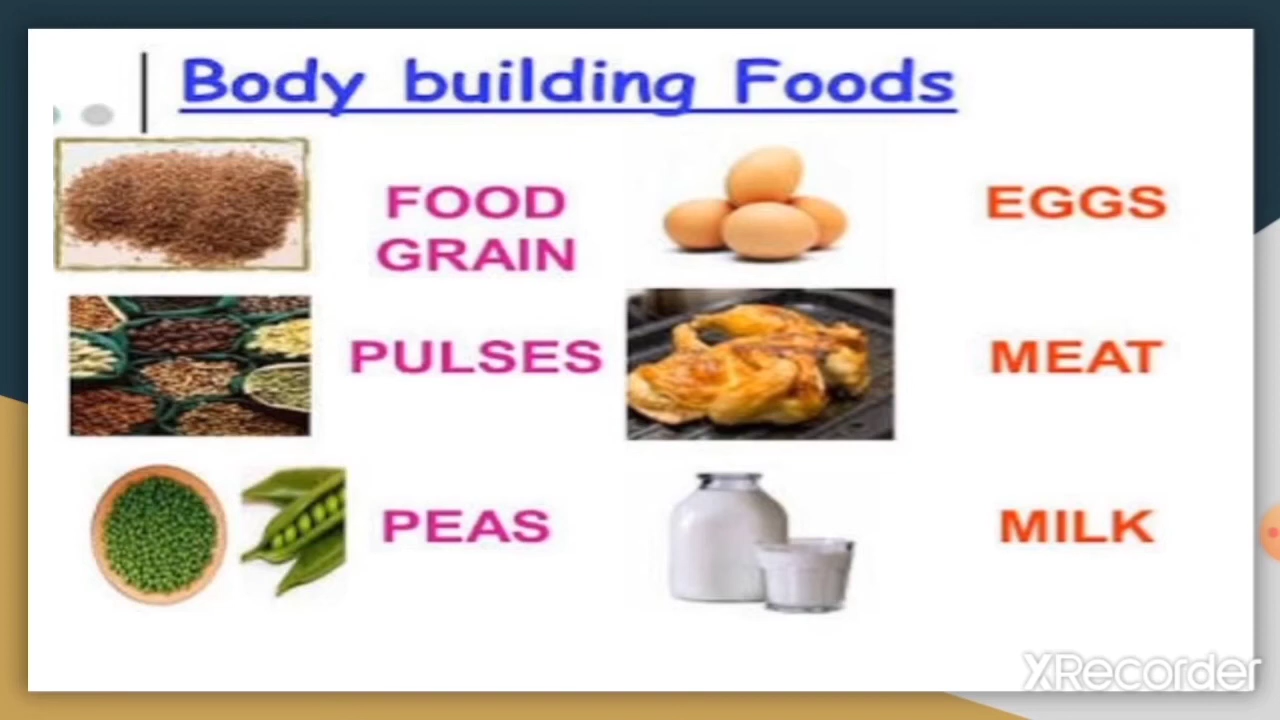 Body building Foods
FOOD
GRAIN
EGGS
PULSES
MEAT
PEAS
MILK
XRecorder